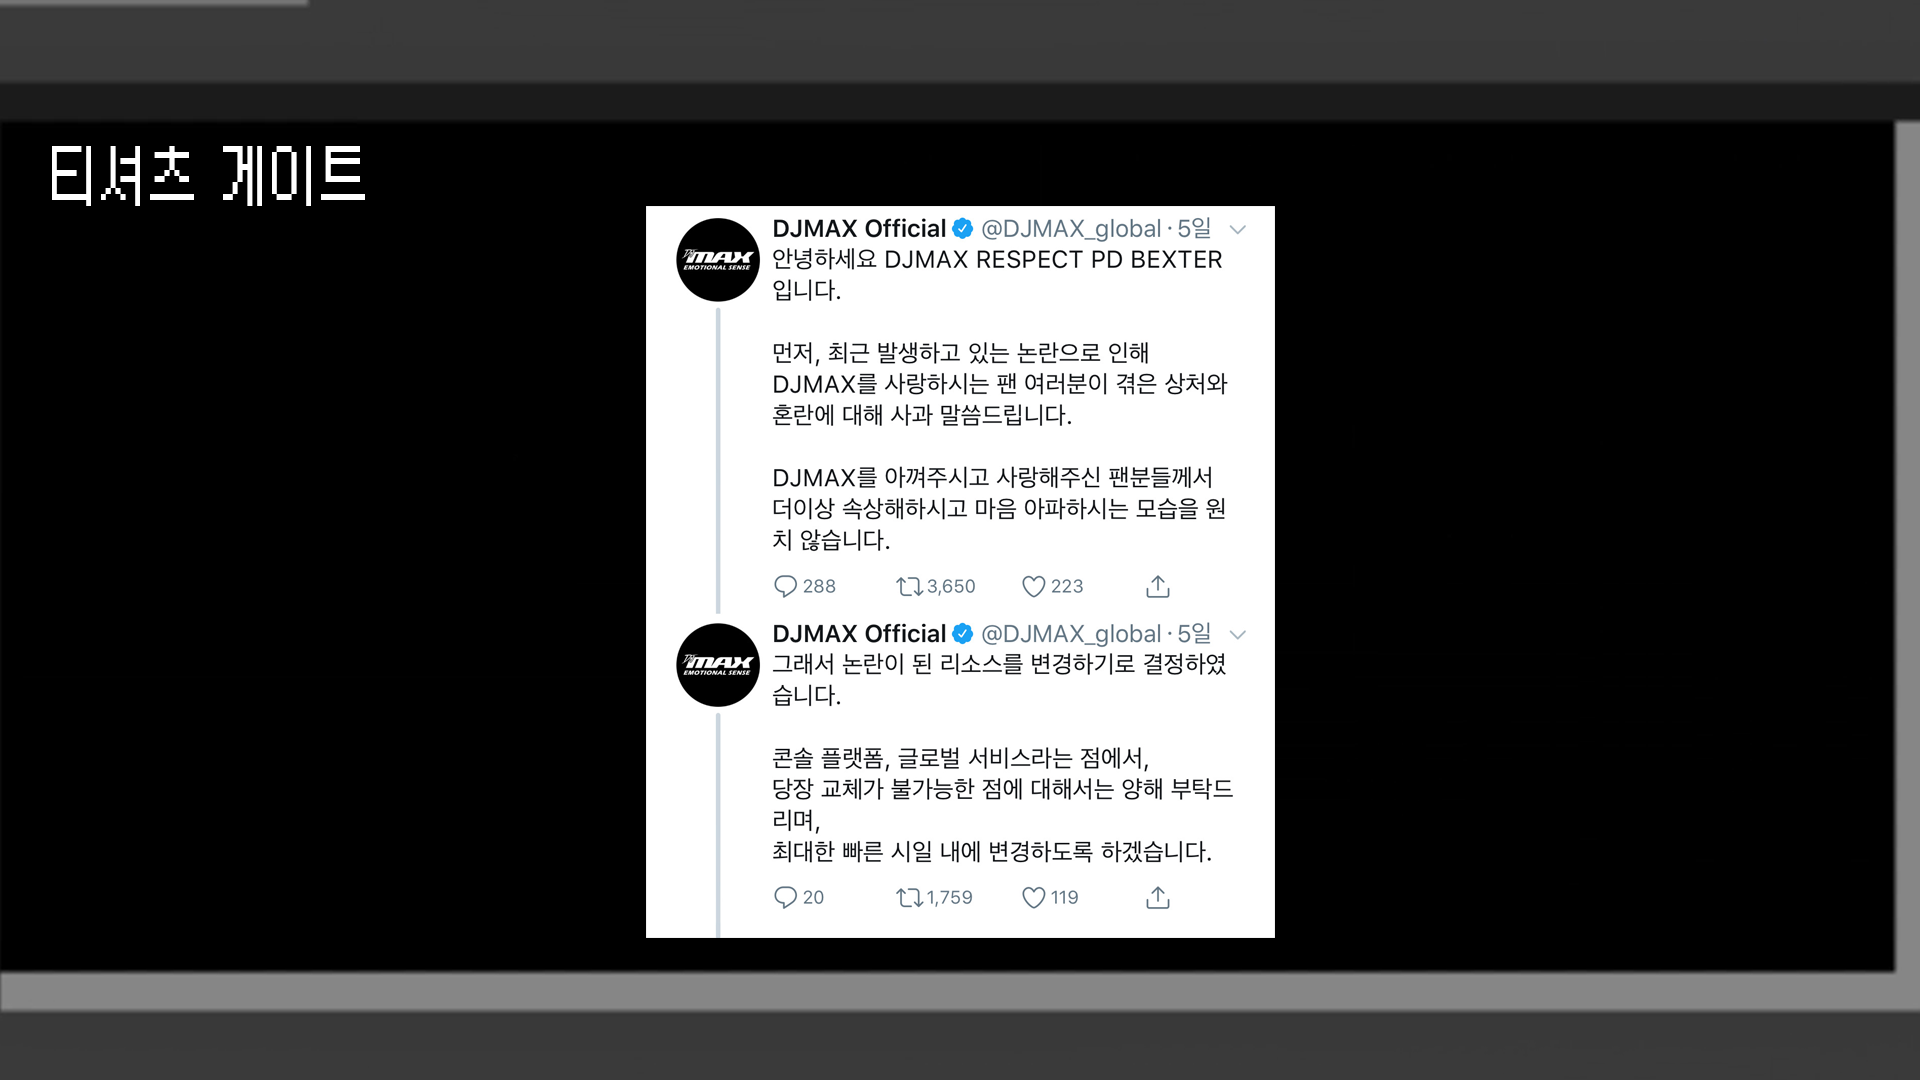 티셔츠 게이트
DJMAX Official @DJMAX_global · 5일
MAX
EMOTIONAL SENSE
안녕하세요 DJMAX RESPECT PD BEXTER
입니다.
먼저, 최근 발생하고 있는 논란으로 인해
DJMAX를 사랑하시는 팬 여러분이 겪은 상처와
혼란에 대해 사과 말씀드립니다.
DJMAX를 아껴주시고 사랑해주신 팬분들께서
더이상 속상해하시고 마음 아파하시는 모습을 원
치 않습니다.
288 3,650 223
DJMAX Official @DJMAX_global · 5일
MAX
EMOTIONAL SENSE
그래서 논란이 된 리소스를 변경하기로 결정하였
습니다.
콘솔 플랫폼, 글로벌 서비스라는 점에서,
당장 교체가 불가능한 점에 대해서는 양해 부탁드
리며,
최대한 빠른 시일 내에 변경하도록 하겠습니다.
20 1,759 119